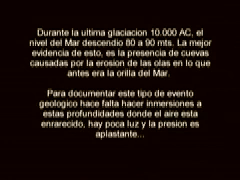 Durante la ultima glaciacion 10.000 AC, el
nivel del Mar descendio 80 a 90 mts. La mejor
evidencia de esto, es la presencia de cuevas
causadas por la erosion de las olas en lo que
antes era la orilla del Mar.
Para documentar este tipo de evento
geologico hace falta hacer inmersiones a
estas profundidades donde el aire esta
enrarecido, hay poca luz y la presion es
aplastante...